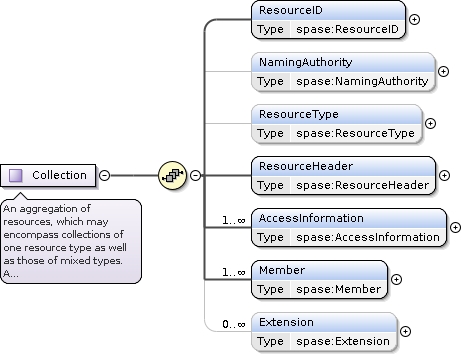 ResourceID
Type spase:ResourceID
NamingAuthority
Type spase:NamingAuthority
ResourceType
Type spase:ResourceType
Collection
ResourceHeader
Type spase:ResourceHeader
An aggregation of
resources, which may
encompass collections of
one resource type as well
as those of mixed types.
A...
1..∞
AccessInformation
Type spase:AccessInformation
1..∞
Member
Type spase:Member
0..∞
Extension
Type spase:Extension